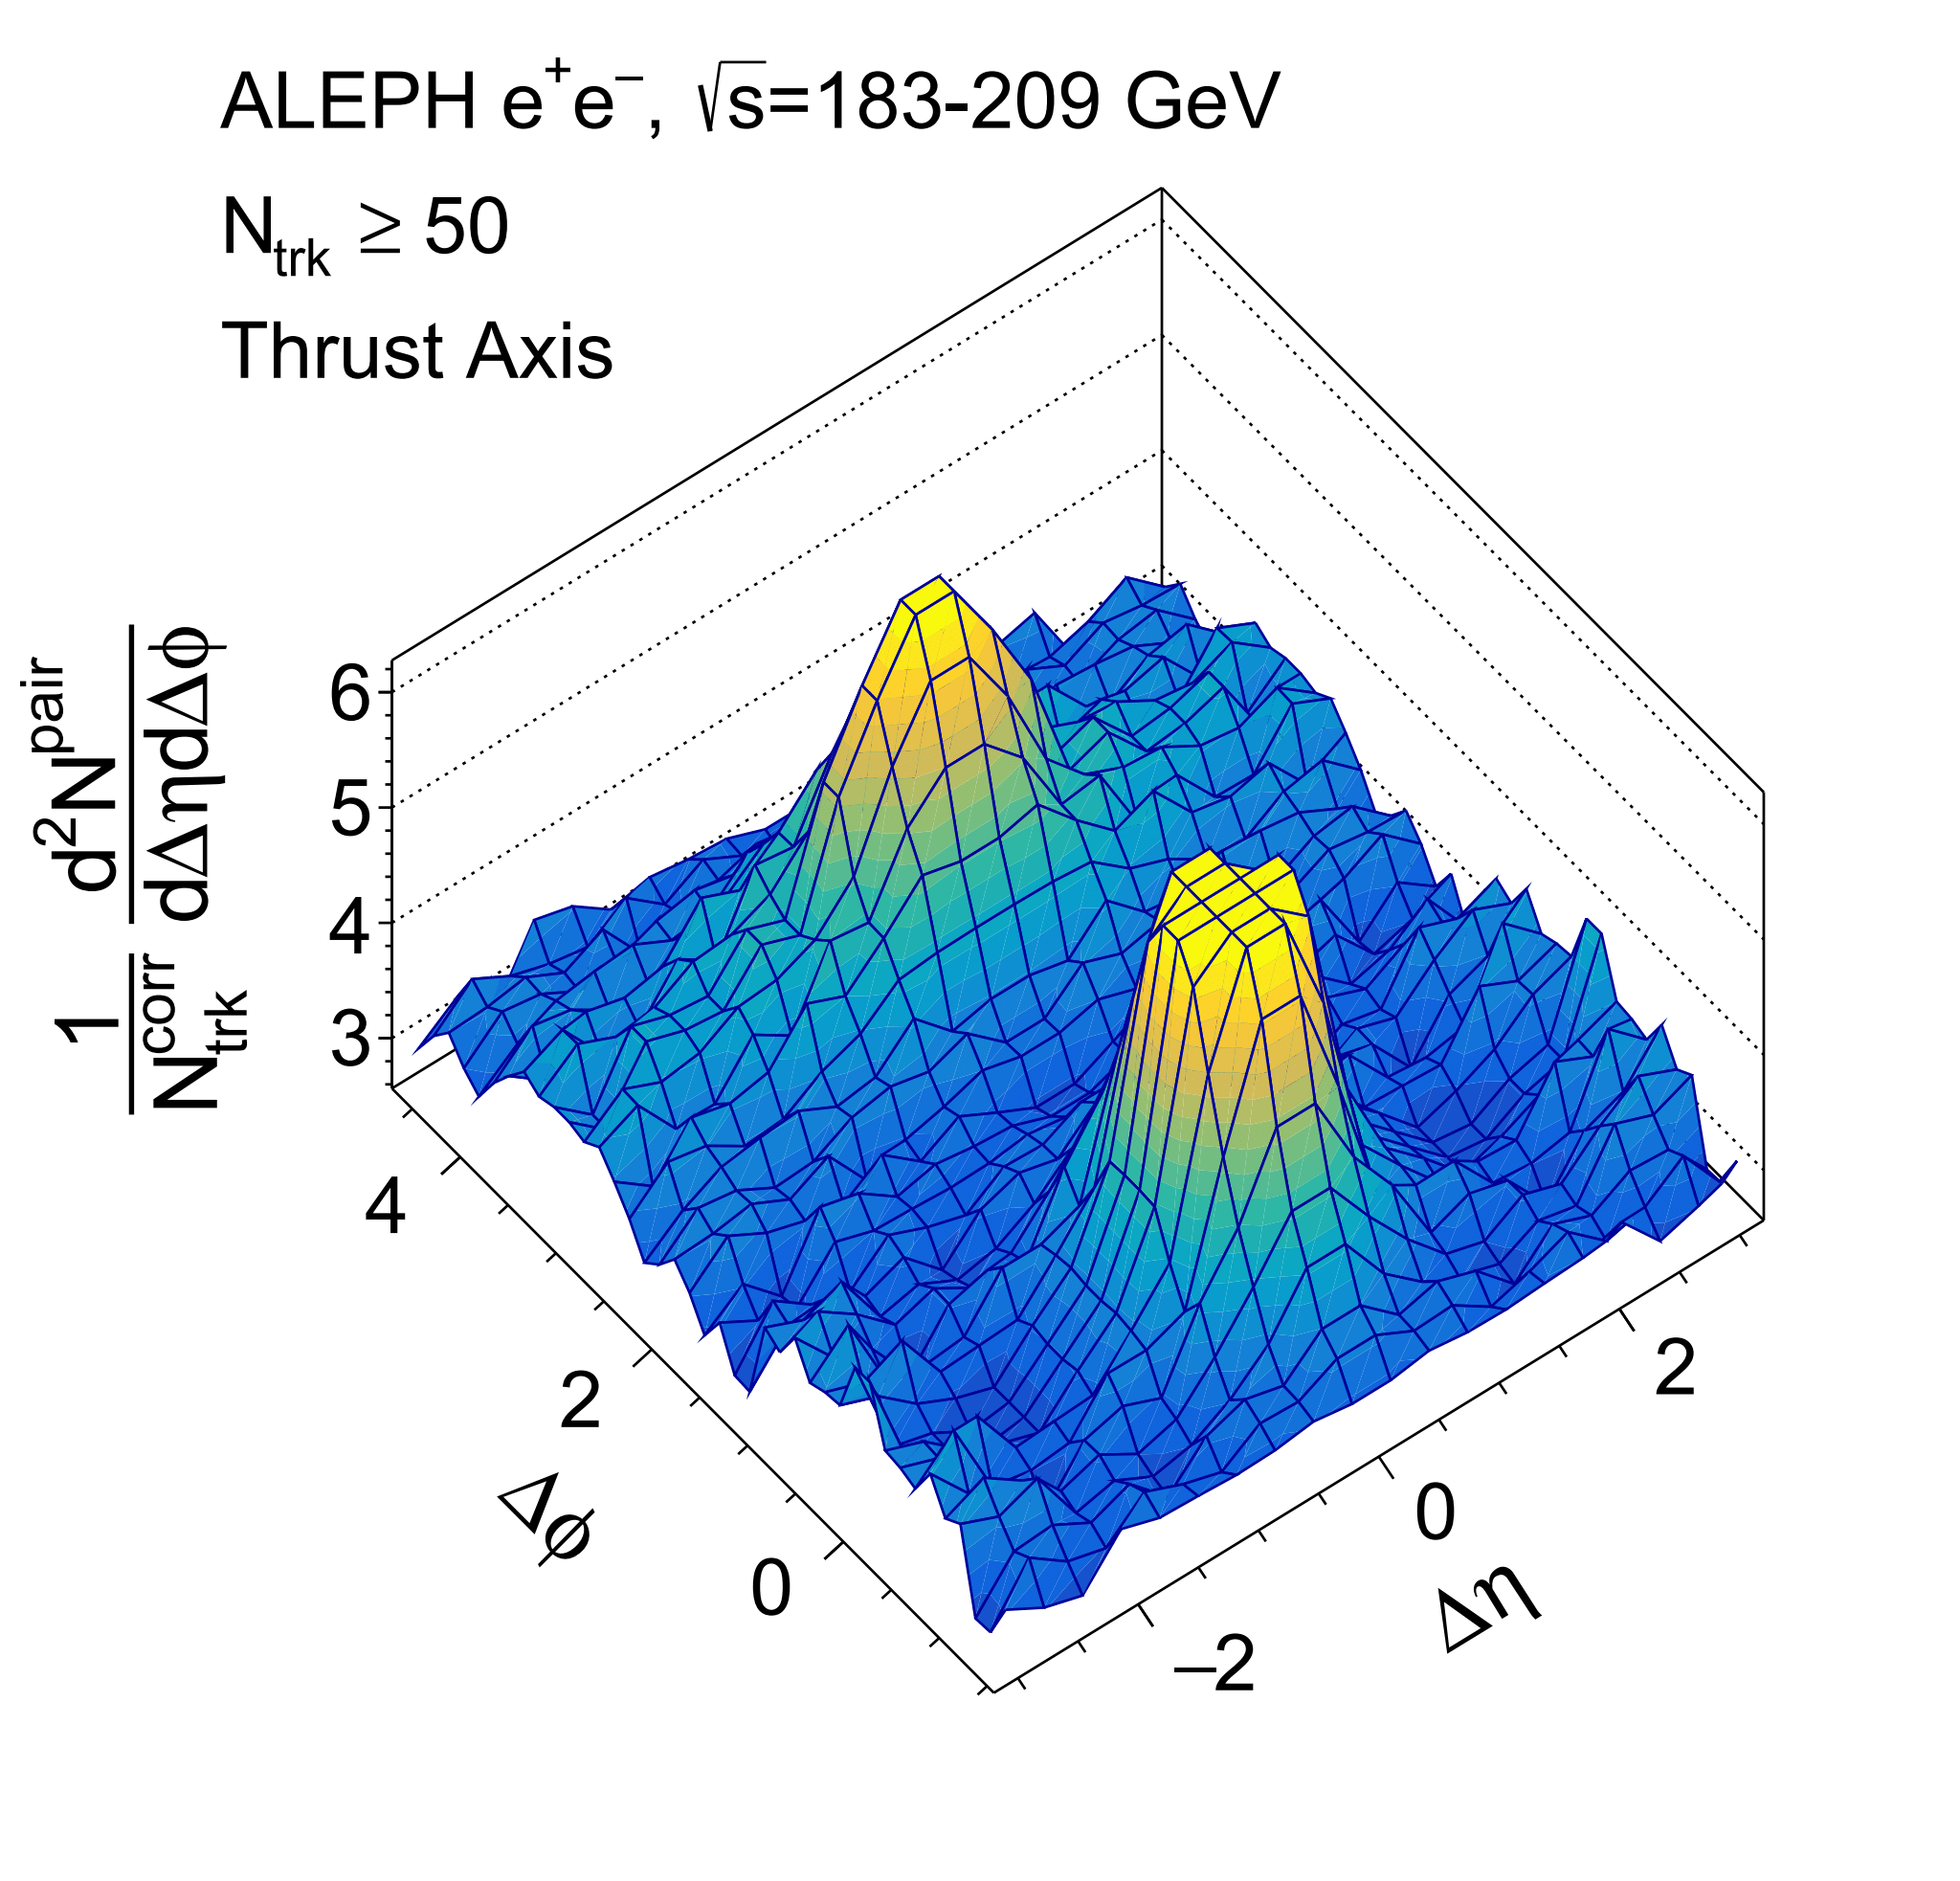 ALEPH e⁺e⁻, √s=183-209 GeV
N_trk ≥ 50
Thrust Axis
1/N_trk^corr d²N^pair/dΔηdΔϕ
6
5
4
3
4
2
0
Δϕ
−2
0
2
Δη